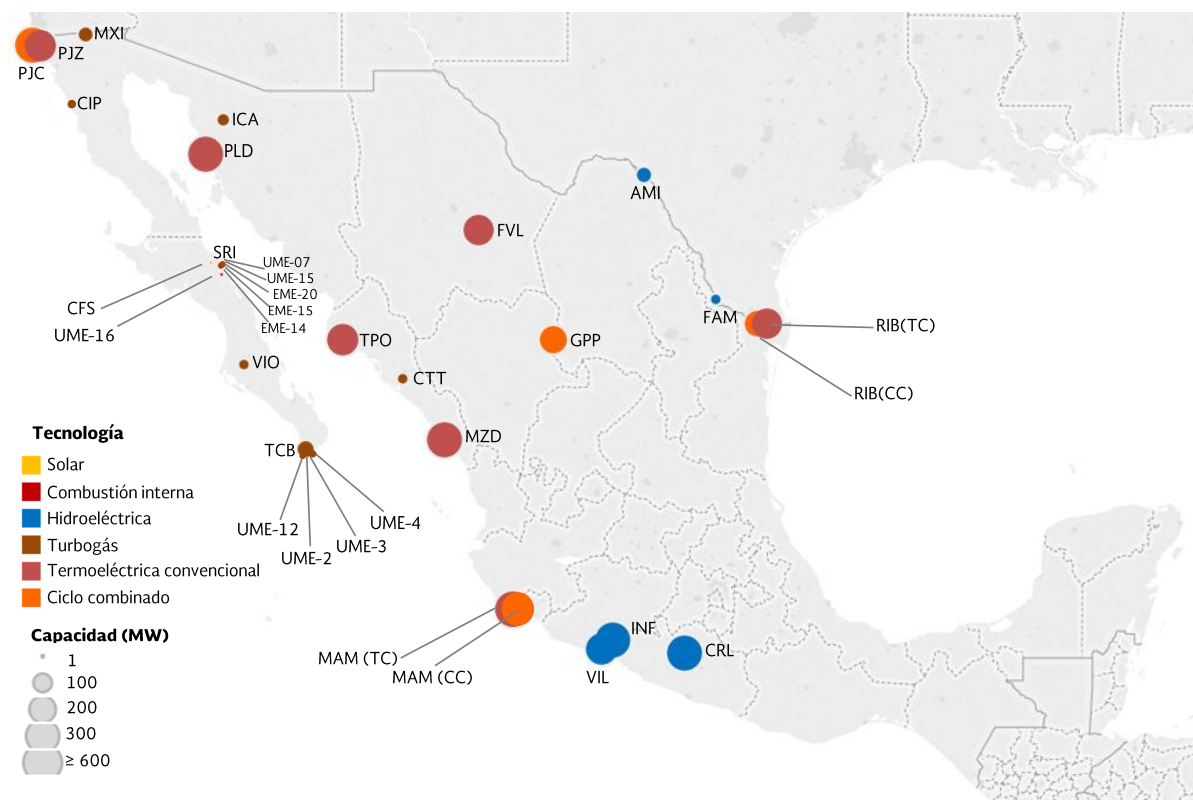 MXI
PJZ
PJC
CIP
ICA
PLD
AMI
FVL
SRI
UME-07
UME-15
EME-20
EME-15
EME-14
CFS
UME-16
FAM
RIB(TC)
TPO
GPP
VIO
CTT
RIB(CC)
MZD
TCB
UME-4
UME-12
UME-3
UME-2
Tecnología
Solar
Combustión interna
Hidroeléctrica
Turbogás
Termoeléctrica convencional
Ciclo combinado
Capacidad (MW)
1
100
200
300
≥ 600
MAM (TC)
MAM (CC)
INF
VIL
CRL